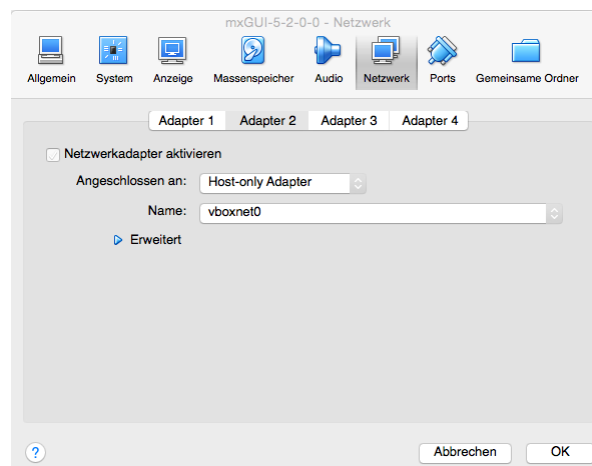 mxGUI-5-2-0-0 - Netzwerk
Allgemein System Anzeige Massenspeicher Audio Netzwerk Ports Gemeinsame Ordner
Adapter 1 Adapter 2 Adapter 3 Adapter 4
Netzwerkadapter aktivieren
Angeschlossen an: Host-only Adapter
Name: vboxnet0
Erweitert
? Abbrechen OK